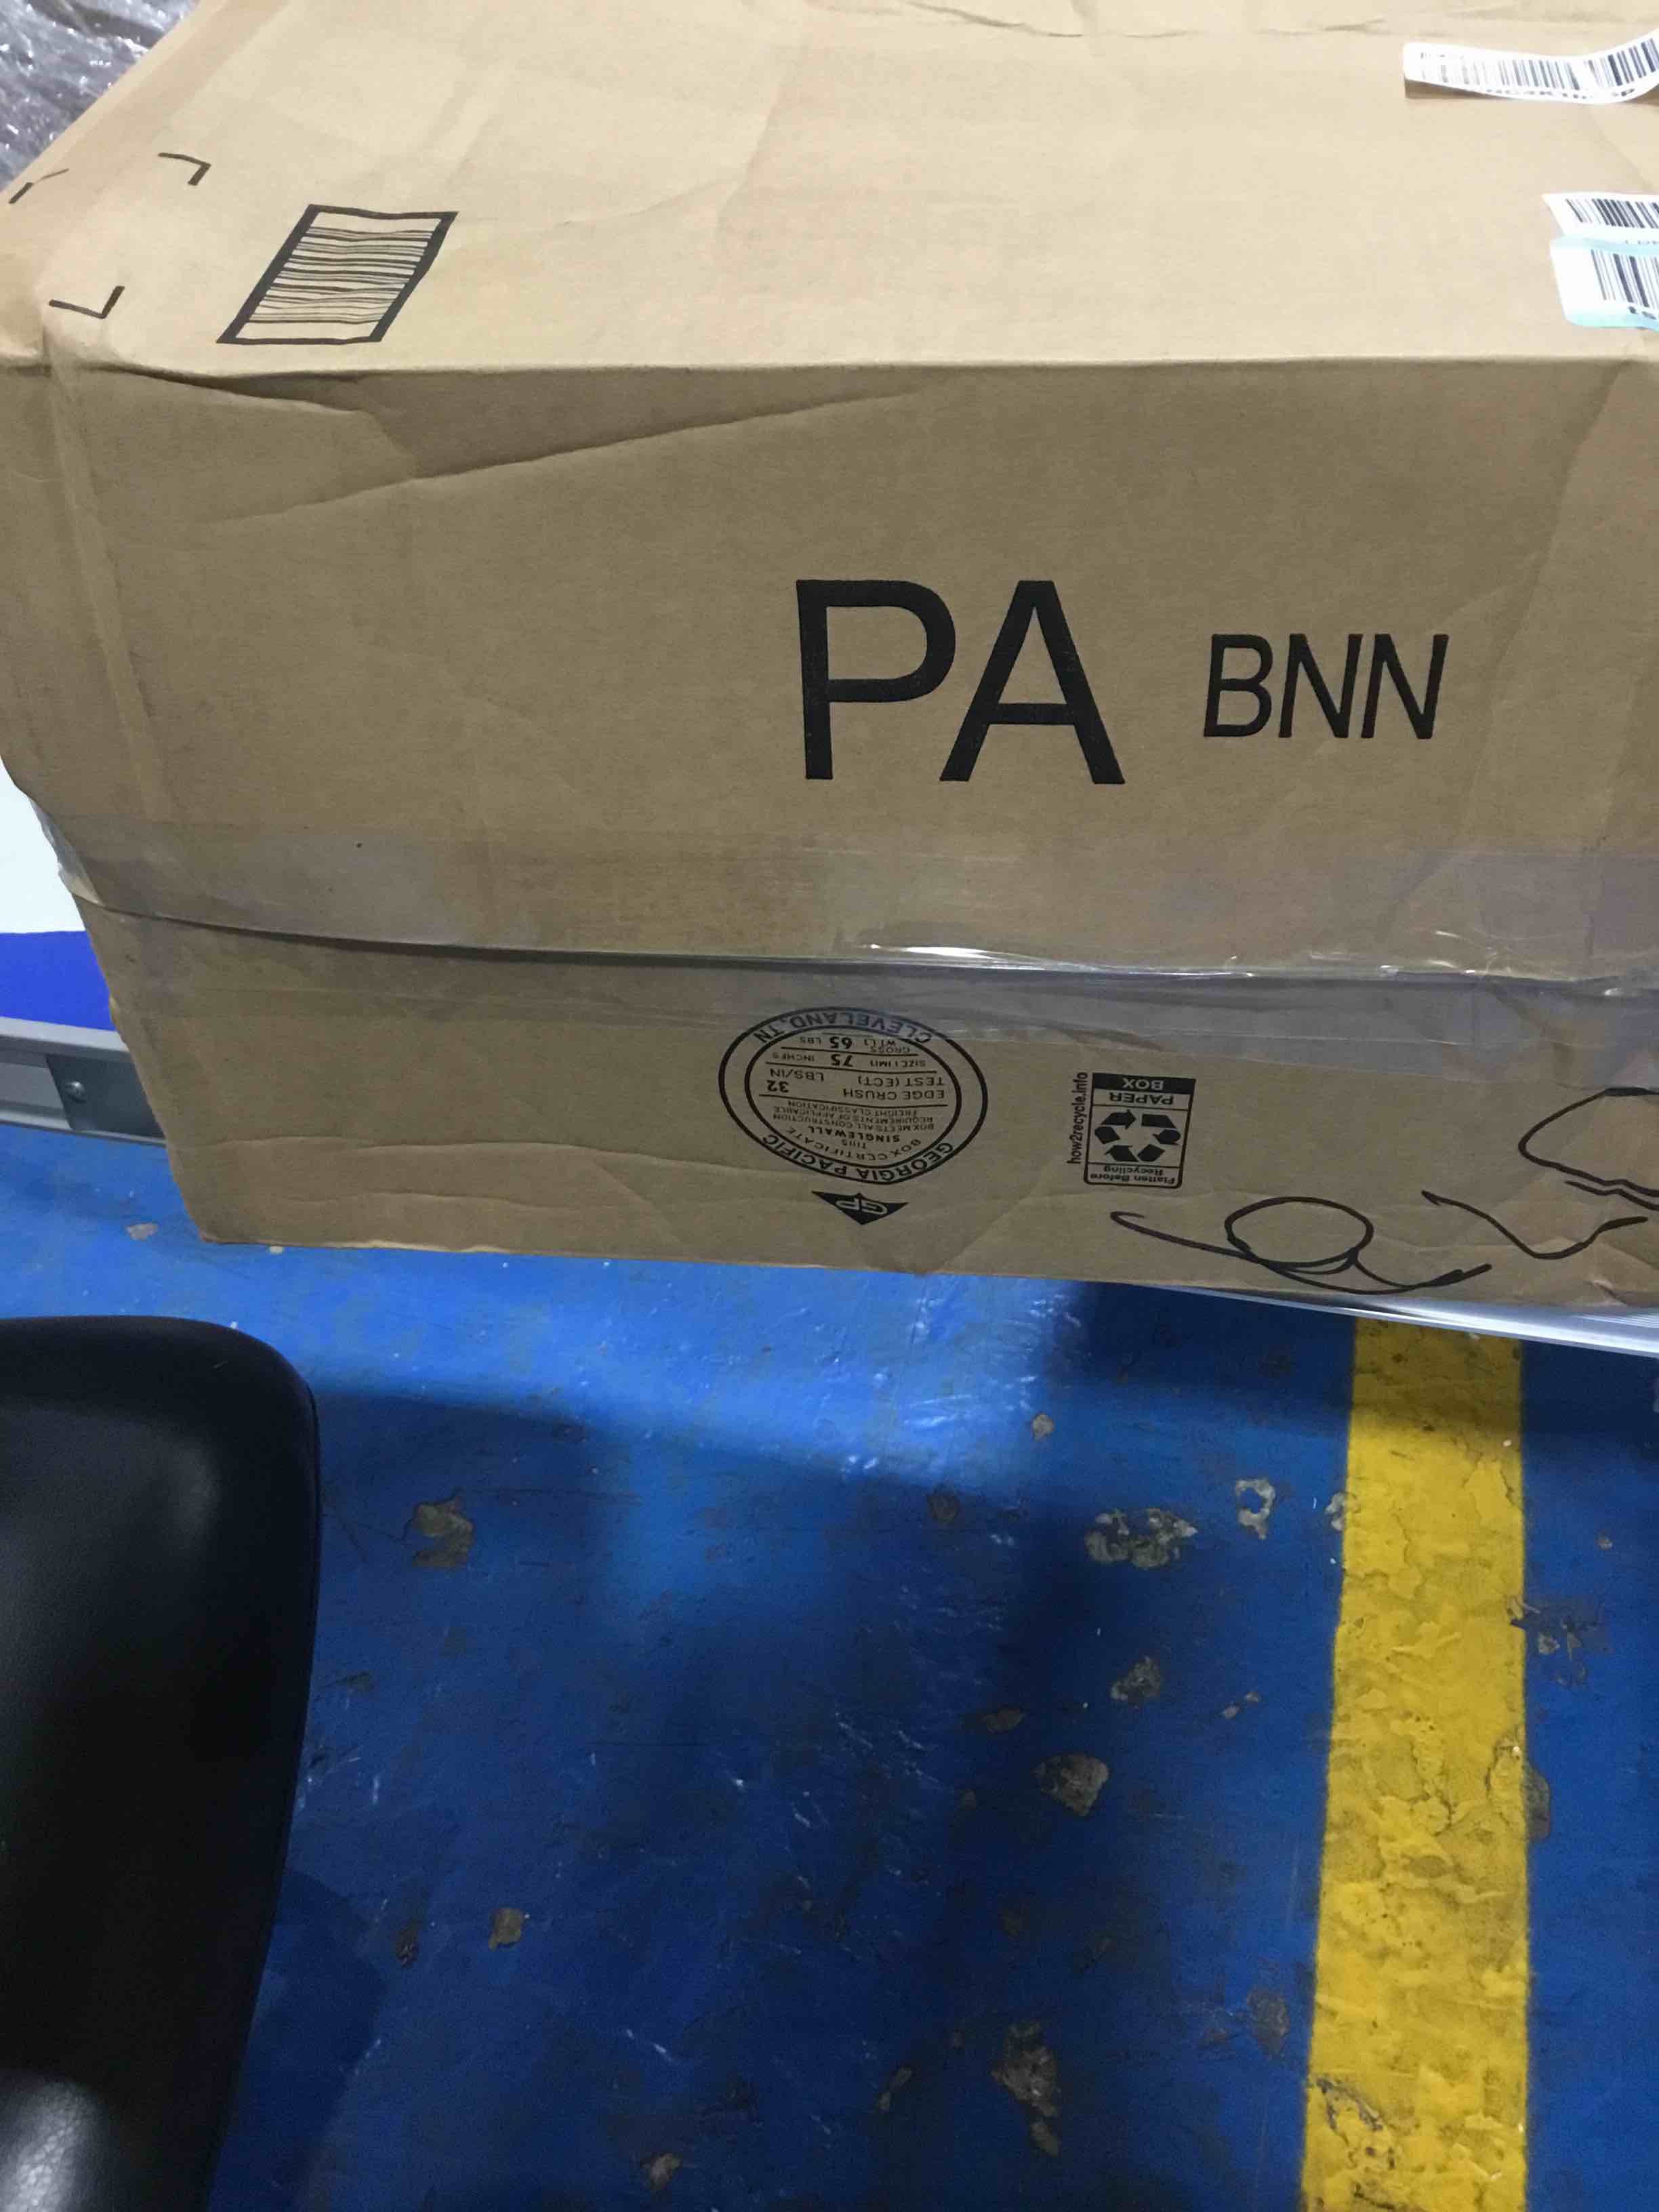 PA BNN
CLEVELAND, TN
GROSS WT LT 65 LBS
SIZE LIMIT 75 INCHES
EDGE CRUSH TEST (ECT) 32 LBS/IN
BOX MEETS ALL CONSTRUCTION
REQUIREMENTS OF APPLICABLE
FREIGHT CLASSIFICATION
SINGLEWALL
THIS
BOX CERTIFICATE
GEORGIA PACIFIC
GP
how2recycle.info
Flatten Before
Recycling
PAPER
BOX